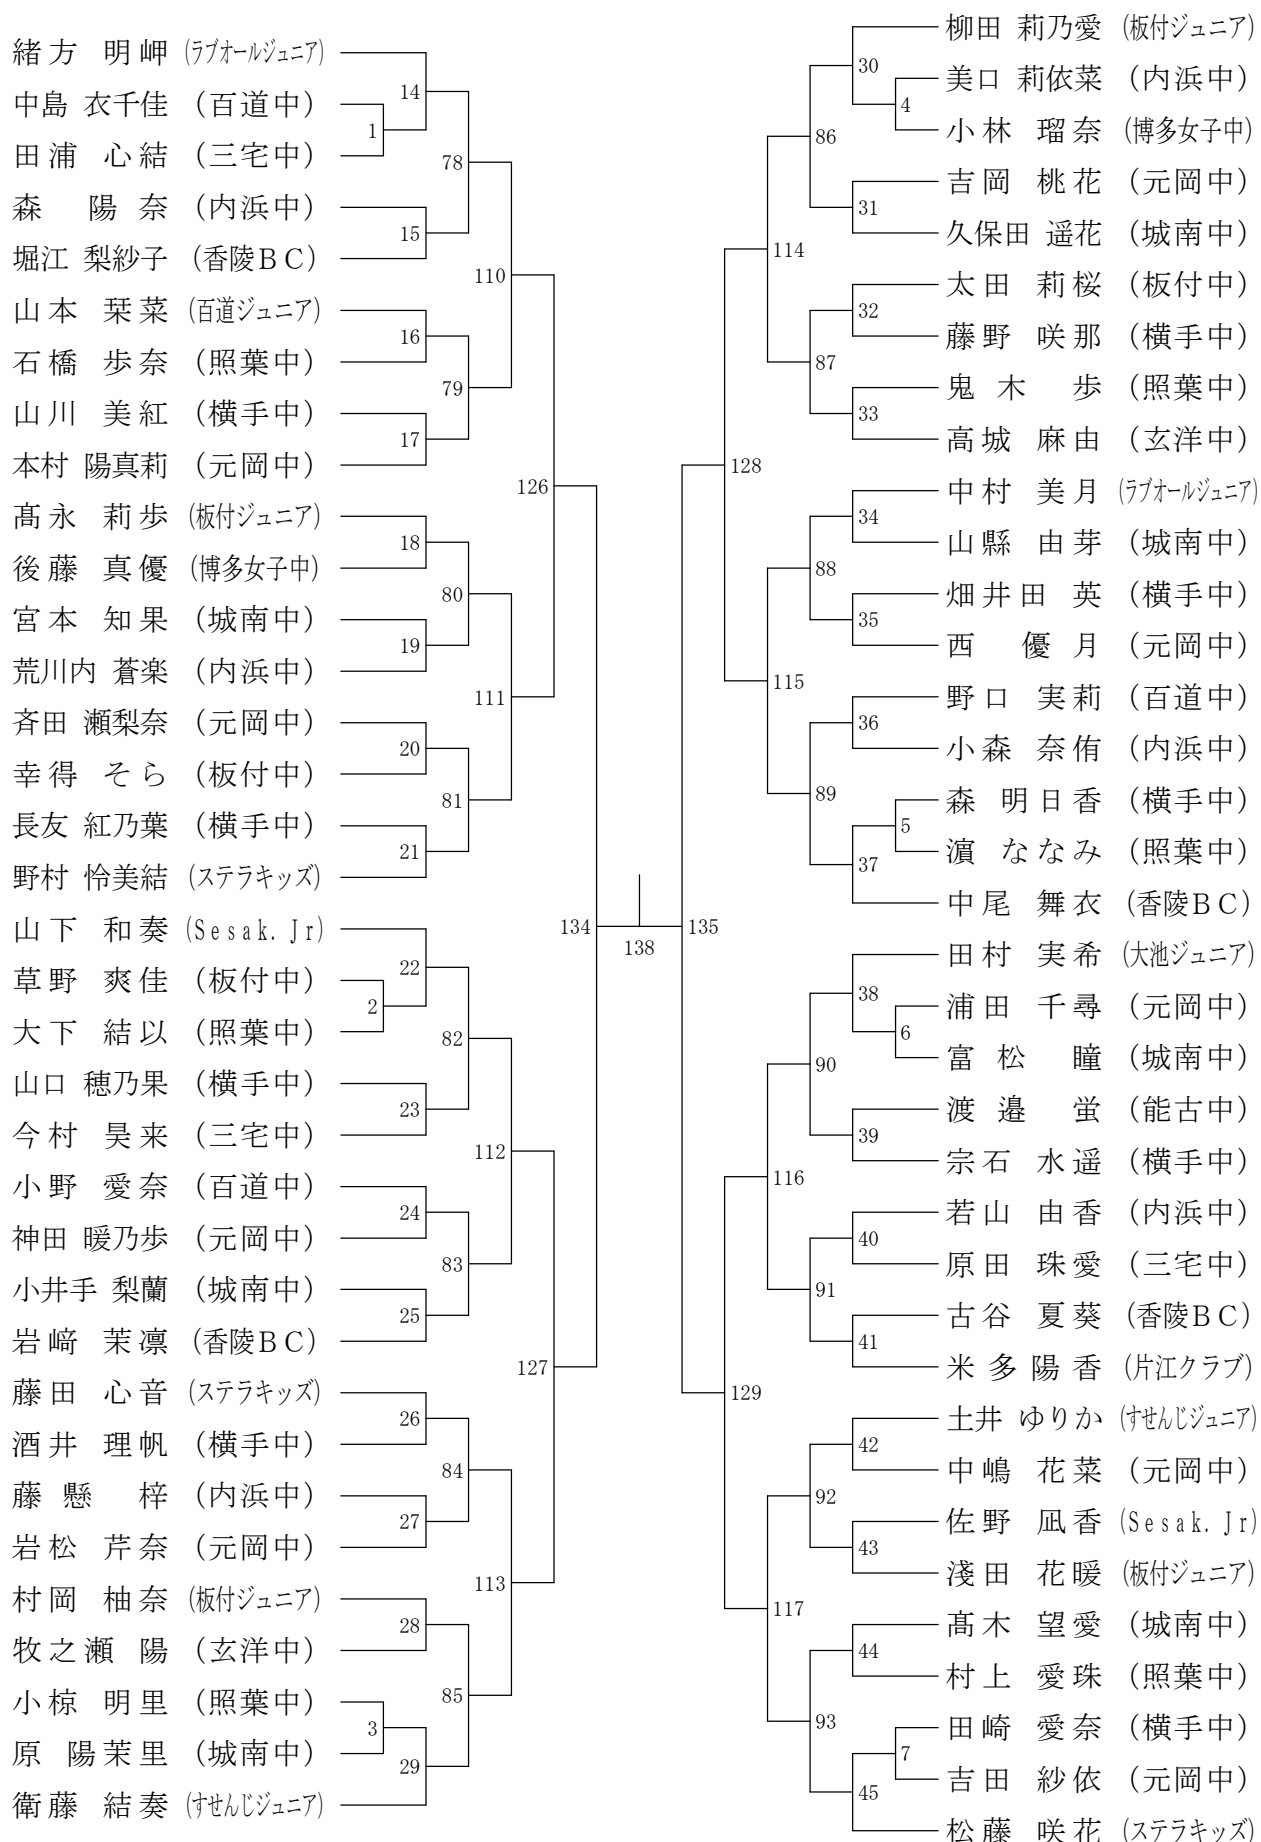 緒方 明岬 (ラブオールジュニア)
中島 衣千佳 (百道中)
田浦 心結 (三宅中)
森 陽奈 (内浜中)
堀江 梨紗子 (香陵BC)
山本 栞菜 (百道ジュニア)
石橋 歩奈 (照葉中)
山川 美紅 (横手中)
本村 陽真莉 (元岡中)
髙永 莉歩 (板付ジュニア)
後藤 真優 (博多女子中)
宮本 知果 (城南中)
荒川内 蒼楽 (内浜中)
斉田 瀬梨奈 (元岡中)
幸得 そら (板付中)
長友 紅乃葉 (横手中)
野村 怜美結 (ステラキッズ)
山下 和奏 (Sesak. Jr)
草野 爽佳 (板付中)
大下 結以 (照葉中)
山口 穂乃果 (横手中)
今村 昊来 (三宅中)
小野 愛奈 (百道中)
神田 暖乃歩 (元岡中)
小井手 梨蘭 (城南中)
岩﨑 茉凛 (香陵BC)
藤田 心音 (ステラキッズ)
酒井 理帆 (横手中)
藤懸 梓 (内浜中)
岩松 芹奈 (元岡中)
村岡 柚奈 (板付ジュニア)
牧之瀬 陽 (玄洋中)
小椋 明里 (照葉中)
原 陽茉里 (城南中)
衛藤 結奏 (すせんじジュニア)
1
2
3
14
15
16
17
18
19
20
21
22
23
24
25
26
27
28
29
78
79
80
81
82
83
84
85
110
111
112
113
126
127
134
138
135
128
129
114
115
116
117
86
87
88
89
90
91
92
93
30
31
32
33
34
35
36
37
38
39
40
41
42
43
44
45
4
5
6
7
柳田 莉乃愛 (板付ジュニア)
美口 莉依菜 (内浜中)
小林 瑠奈 (博多女子中)
吉岡 桃花 (元岡中)
久保田 遥花 (城南中)
太田 莉桜 (板付中)
藤野 咲那 (横手中)
鬼木 歩 (照葉中)
高城 麻由 (玄洋中)
中村 美月 (ラブオールジュニア)
山縣 由芽 (城南中)
畑井田 英 (横手中)
西 優月 (元岡中)
野口 実莉 (百道中)
小森 奈侑 (内浜中)
森 明日香 (横手中)
濵 ななみ (照葉中)
中尾 舞衣 (香陵BC)
田村 実希 (大池ジュニア)
浦田 千尋 (元岡中)
富松 瞳 (城南中)
渡邉 蛍 (能古中)
宗石 水遥 (横手中)
若山 由香 (内浜中)
原田 珠愛 (三宅中)
古谷 夏葵 (香陵BC)
米多 陽香 (片江クラブ)
土井 ゆりか (すせんじジュニア)
中嶋 花菜 (元岡中)
佐野 凪香 (Sesak. Jr)
淺田 花暖 (板付ジュニア)
髙木 望愛 (城南中)
村上 愛珠 (照葉中)
田崎 愛奈 (横手中)
吉田 紗依 (元岡中)
松藤 咲花 (ステラキッズ)